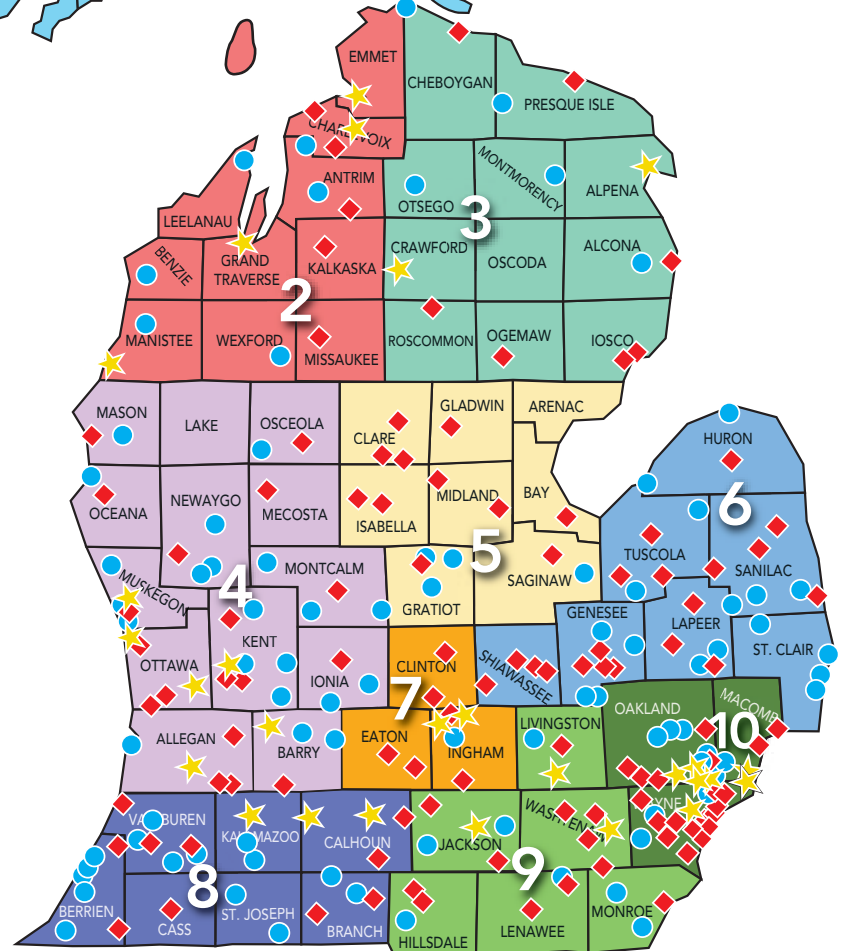 EMMET
CHEBOYGAN
PRESQUE ISLE
CHARLEVOIX
ANTRIM
OTSEGO
MONTMORENCY
ALPENA
LEELANAU
3
BENZIE
GRAND
TRAVERSE
KALKASKA
CRAWFORD
OSCODA
ALCONA
2
MANISTEE
WEXFORD
MISSAUKEE
ROSCOMMON
OGEMAW
IOSCO
MASON
LAKE
OSCEOLA
CLARE
GLADWIN
ARENAC
HURON
OCEANA
NEWAYGO
MECOSTA
ISABELLA
MIDLAND
BAY
6
TUSCOLA
SANILAC
5
MUSKEGON
4
MONTCALM
GRATIOT
SAGINAW
GENESEE
LAPEER
ST. CLAIR
OTTAWA
KENT
IONIA
CLINTON
SHIAWASSEE
7
OAKLAND
MACOMB
10
ALLEGAN
BARRY
EATON
INGHAM
LIVINGSTON
VA BUREN
KALAMAZOO
CALHOUN
JACKSON
WASHTENAW
YNE
8
9
BERRIEN
CASS
ST. JOSEPH
BRANCH
HILLSDALE
LENAWEE
MONROE